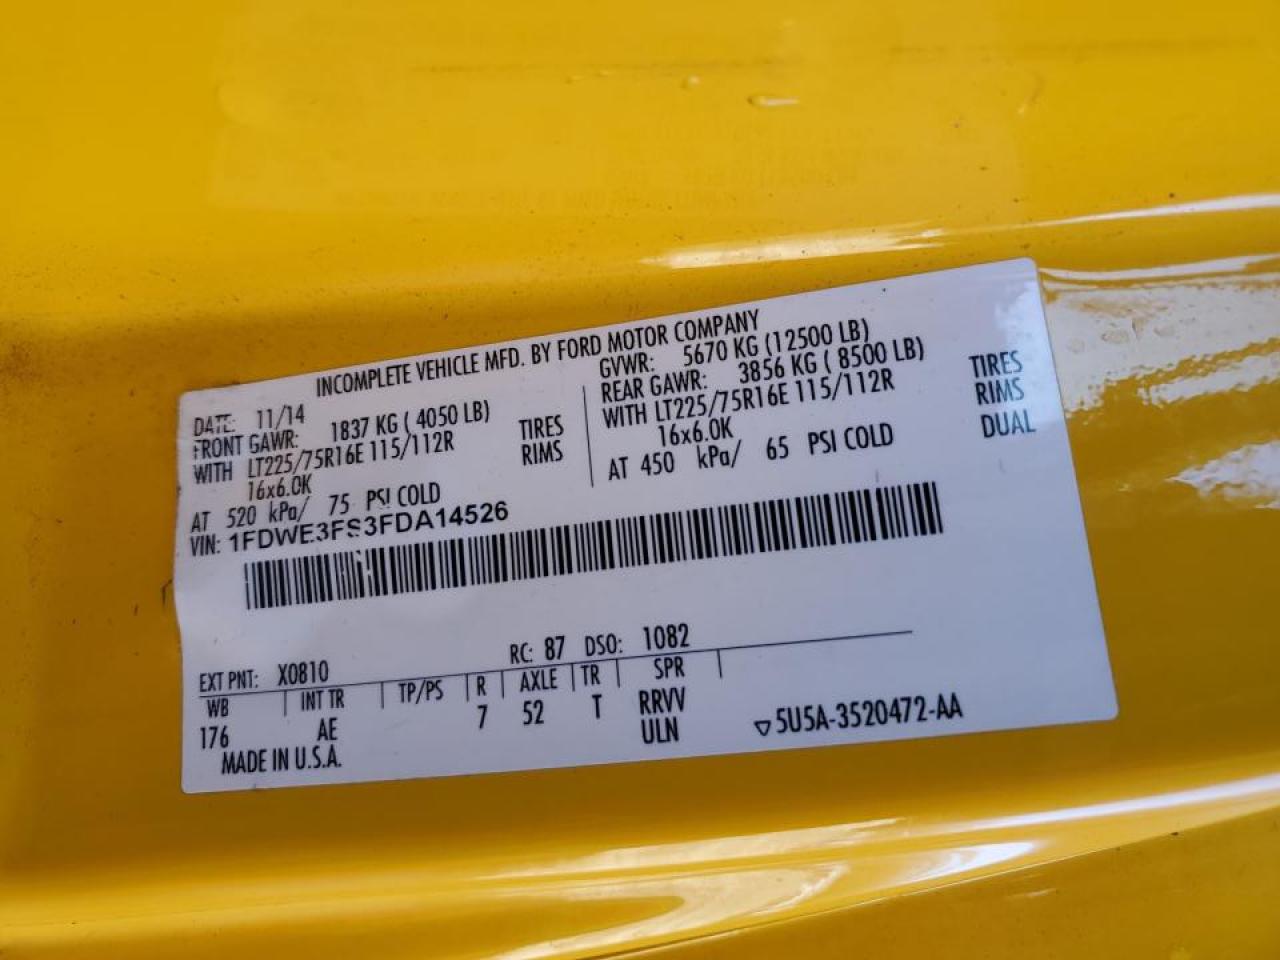 INCOMPLETE VEHICLE MFD. BY FORD MOTOR COMPANY
DATE: 11/14
FRONT GAWR: 1837 KG ( 4050 LB)
WITH LT225/75R16E 115/112R TIRES
16x6.0K RIMS
AT 520 kPa/ 75 PSI COLD
GVWR: 5670 KG (12500 LB)
REAR GAWR: 3856 KG ( 8500 LB)
WITH LT225/75R16E 115/112R TIRES
16x6.0K RIMS
AT 450 kPa/ 65 PSI COLD DUAL
VIN: 1FDWE3FS3FDA14526
EXT PNT: X0810 RC: 87 DSO: 1082
WB INT TR TP/PS R AXLE TR SPR
176 AE 7 52 T RRVV
ULN
MADE IN U.S.A.
5U5A-3520472-AA